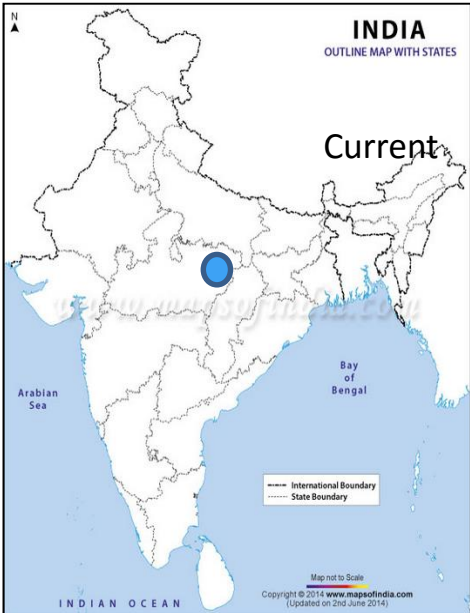 N
INDIA
OUTLINE MAP WITH STATES
Current
www.mapsofindia.com
Arabian
Sea
Bay
of
Bengal
International Boundary
State Boundary
Map not to Scale
Copyright © 2014 www.mapsofindia.com
(Updated on 2nd June 2014)
INDIAN OCEAN